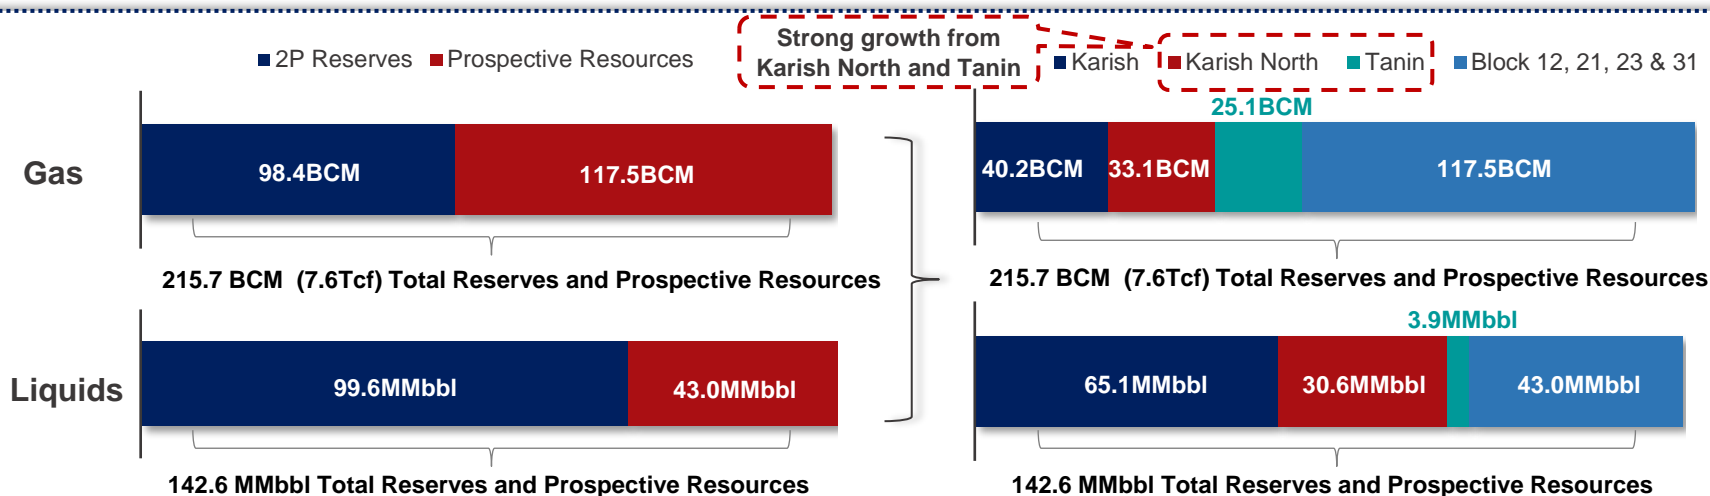 Strong growth from
Karish North and Tanin
2P Reserves Prospective Resources
Karish Karish North Tanin Block 12, 21, 23 & 31
Gas
98.4BCM 117.5BCM
215.7 BCM (7.6Tcf) Total Reserves and Prospective Resources
25.1BCM
40.2BCM 33.1BCM 117.5BCM
215.7 BCM (7.6Tcf) Total Reserves and Prospective Resources
Liquids
99.6MMbbl 43.0MMbbl
142.6 MMbbl Total Reserves and Prospective Resources
3.9MMbbl
65.1MMbbl 30.6MMbbl 43.0MMbbl
142.6 MMbbl Total Reserves and Prospective Resources